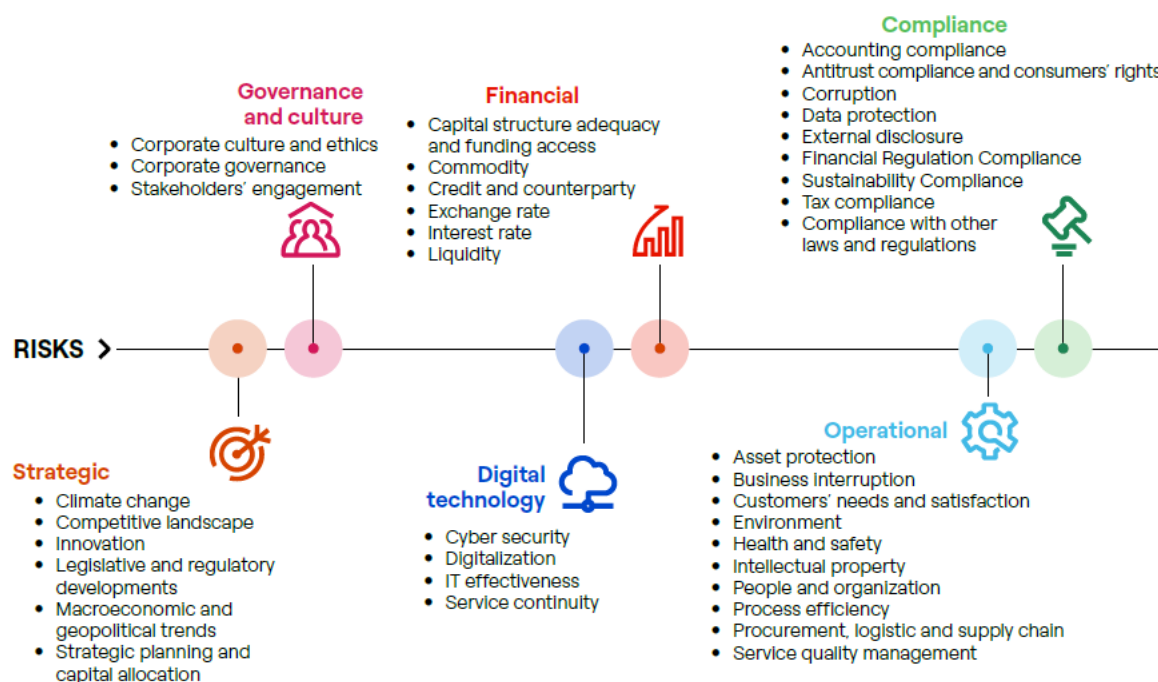 Compliance
• Accounting compliance
• Antitrust compliance and consumers' rights
• Corruption
• Data protection
• External disclosure
• Financial Regulation Compliance
• Sustainability Compliance
• Tax compliance
• Compliance with other
laws and regulations
Governance
and culture
• Corporate culture and ethics
• Corporate governance
• Stakeholders' engagement
Financial
• Capital structure adequacy
and funding access
• Commodity
• Credit and counterparty
• Exchange rate
• Interest rate
• Liquidity
RISKS
Strategic
• Climate change
• Competitive landscape
• Innovation
• Legislative and regulatory
developments
• Macroeconomic and
geopolitical trends
• Strategic planning and
capital allocation
Digital
technology
• Cyber security
• Digitalization
• IT effectiveness
• Service continuity
Operational
• Asset protection
• Business interruption
• Customers' needs and satisfaction
• Environment
• Health and safety
• Intellectual property
• People and organization
• Process efficiency
• Procurement, logistic and supply chain
• Service quality management